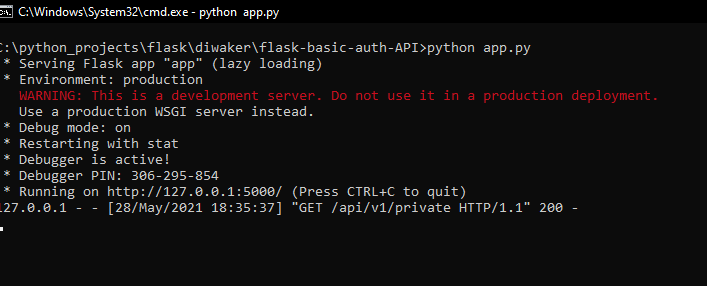 C:\Windows\System32\cmd.exe - python app.py
C:\python_projects\flask\diwaker\flask-basic-auth-API>python app.py
* Serving Flask app "app" (lazy loading)
* Environment: production
WARNING: This is a development server. Do not use it in a production deployment.
Use a production WSGI server instead.
* Debug mode: on
* Restarting with stat
* Debugger is active!
* Debugger PIN: 306-295-854
* Running on http://127.0.0.1:5000/ (Press CTRL+C to quit)
127.0.0.1 - - [28/May/2021 18:35:37] "GET /api/v1/private HTTP/1.1" 200 -